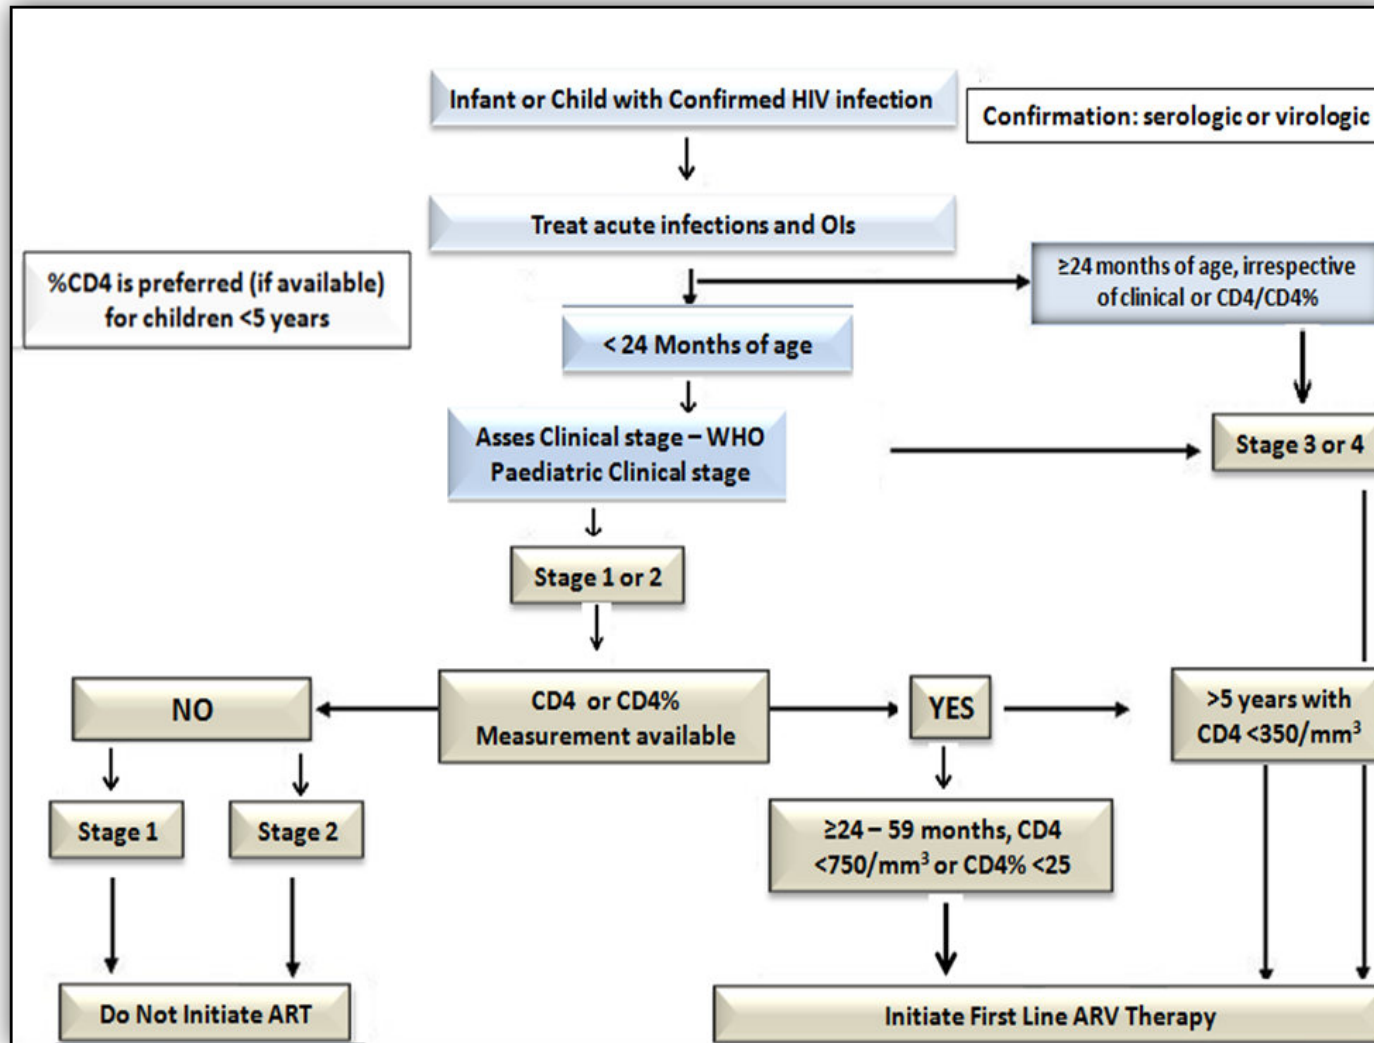 Infant or Child with Confirmed HIV infection
Confirmation: serologic or virologic
Treat acute infections and OIs
%CD4 is preferred (if available)
for children <5 years
≥24 months of age, irrespective
of clinical or CD4/CD4%
< 24 Months of age
Asses Clinical stage – WHO
Paediatric Clinical stage
Stage 3 or 4
Stage 1 or 2
NO
CD4 or CD4%
Measurement available
YES
>5 years with
CD4 <350/mm³
Stage 1
Stage 2
≥24 – 59 months, CD4
<750/mm³ or CD4% <25
Do Not Initiate ART
Initiate First Line ARV Therapy